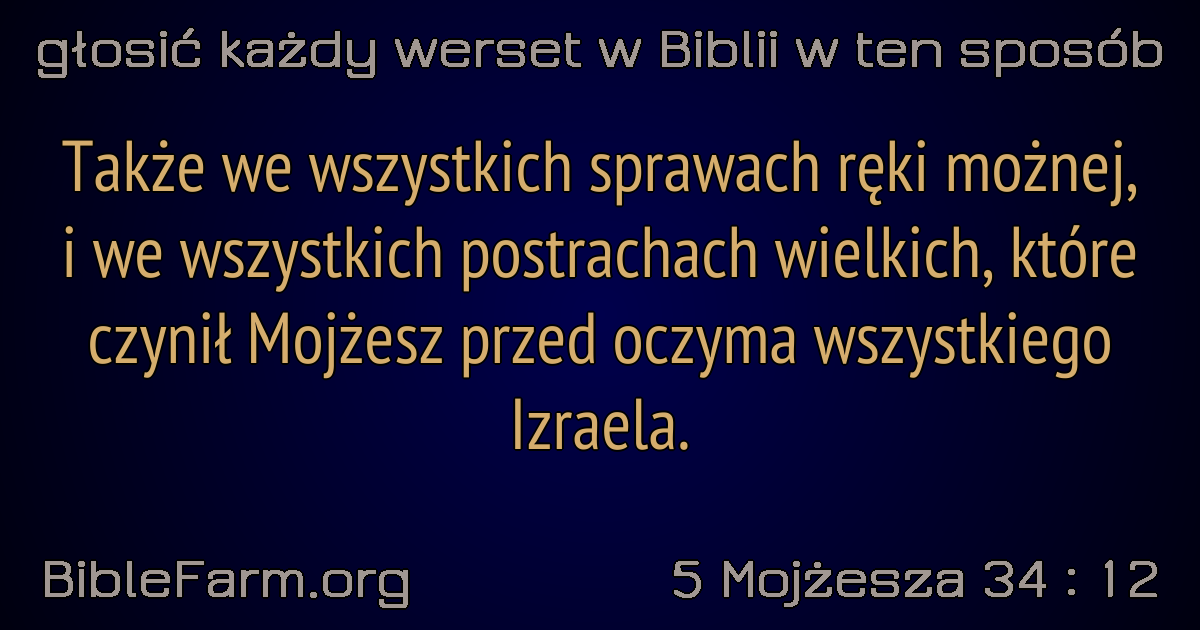 głosić każdy werset w Biblii w ten sposób
Także we wszystkich sprawach ręki możnej,
i we wszystkich postrachach wielkich, które
czynił Mojżesz przed oczyma wszystkiego
Izraela.
BibleFarm.org
5 Mojżesza 34 : 12